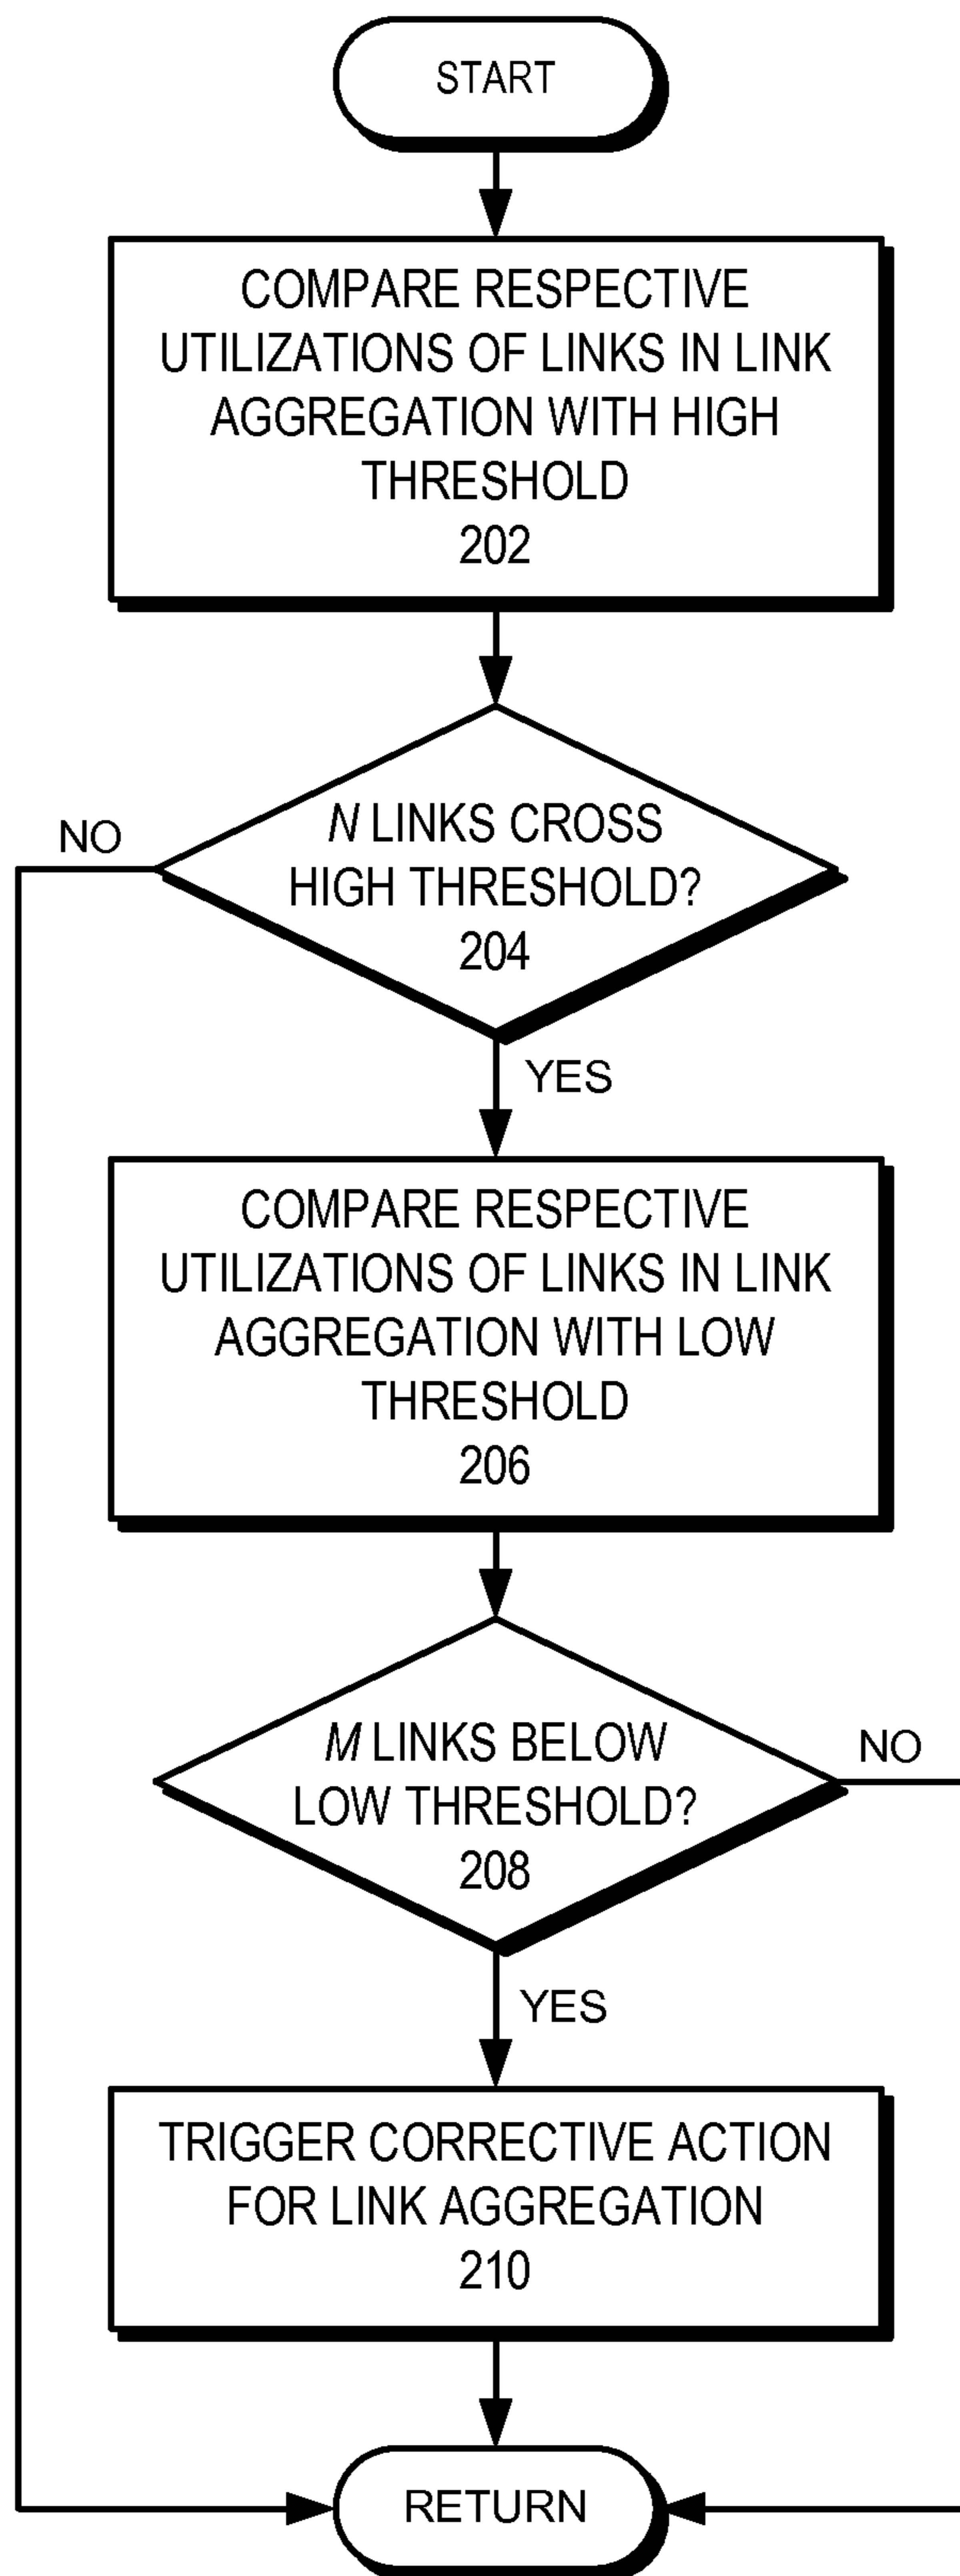 START
COMPARE RESPECTIVE
UTILIZATIONS OF LINKS IN LINK
AGGREGATION WITH HIGH
THRESHOLD
202
NO
N LINKS CROSS
HIGH THRESHOLD?
204
YES
COMPARE RESPECTIVE
UTILIZATIONS OF LINKS IN LINK
AGGREGATION WITH LOW
THRESHOLD
206
M LINKS BELOW
LOW THRESHOLD?
208
NO
YES
TRIGGER CORRECTIVE ACTION
FOR LINK AGGREGATION
210
RETURN